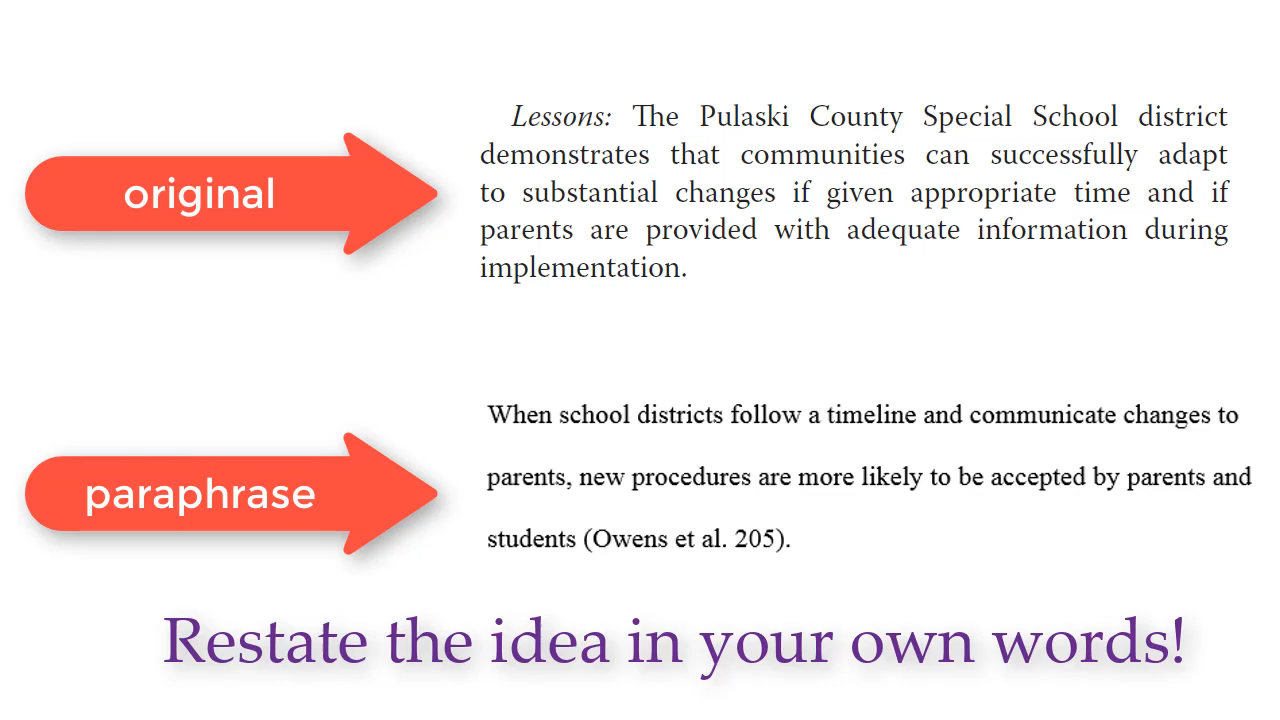 original
Lessons: The Pulaski County Special School district
demonstrates that communities can successfully adapt
to substantial changes if given appropriate time and if
parents are provided with adequate information during
implementation.
paraphrase
When school districts follow a timeline and communicate changes to
parents, new procedures are more likely to be accepted by parents and
students (Owens et al. 205).
Restate the idea in your own words!